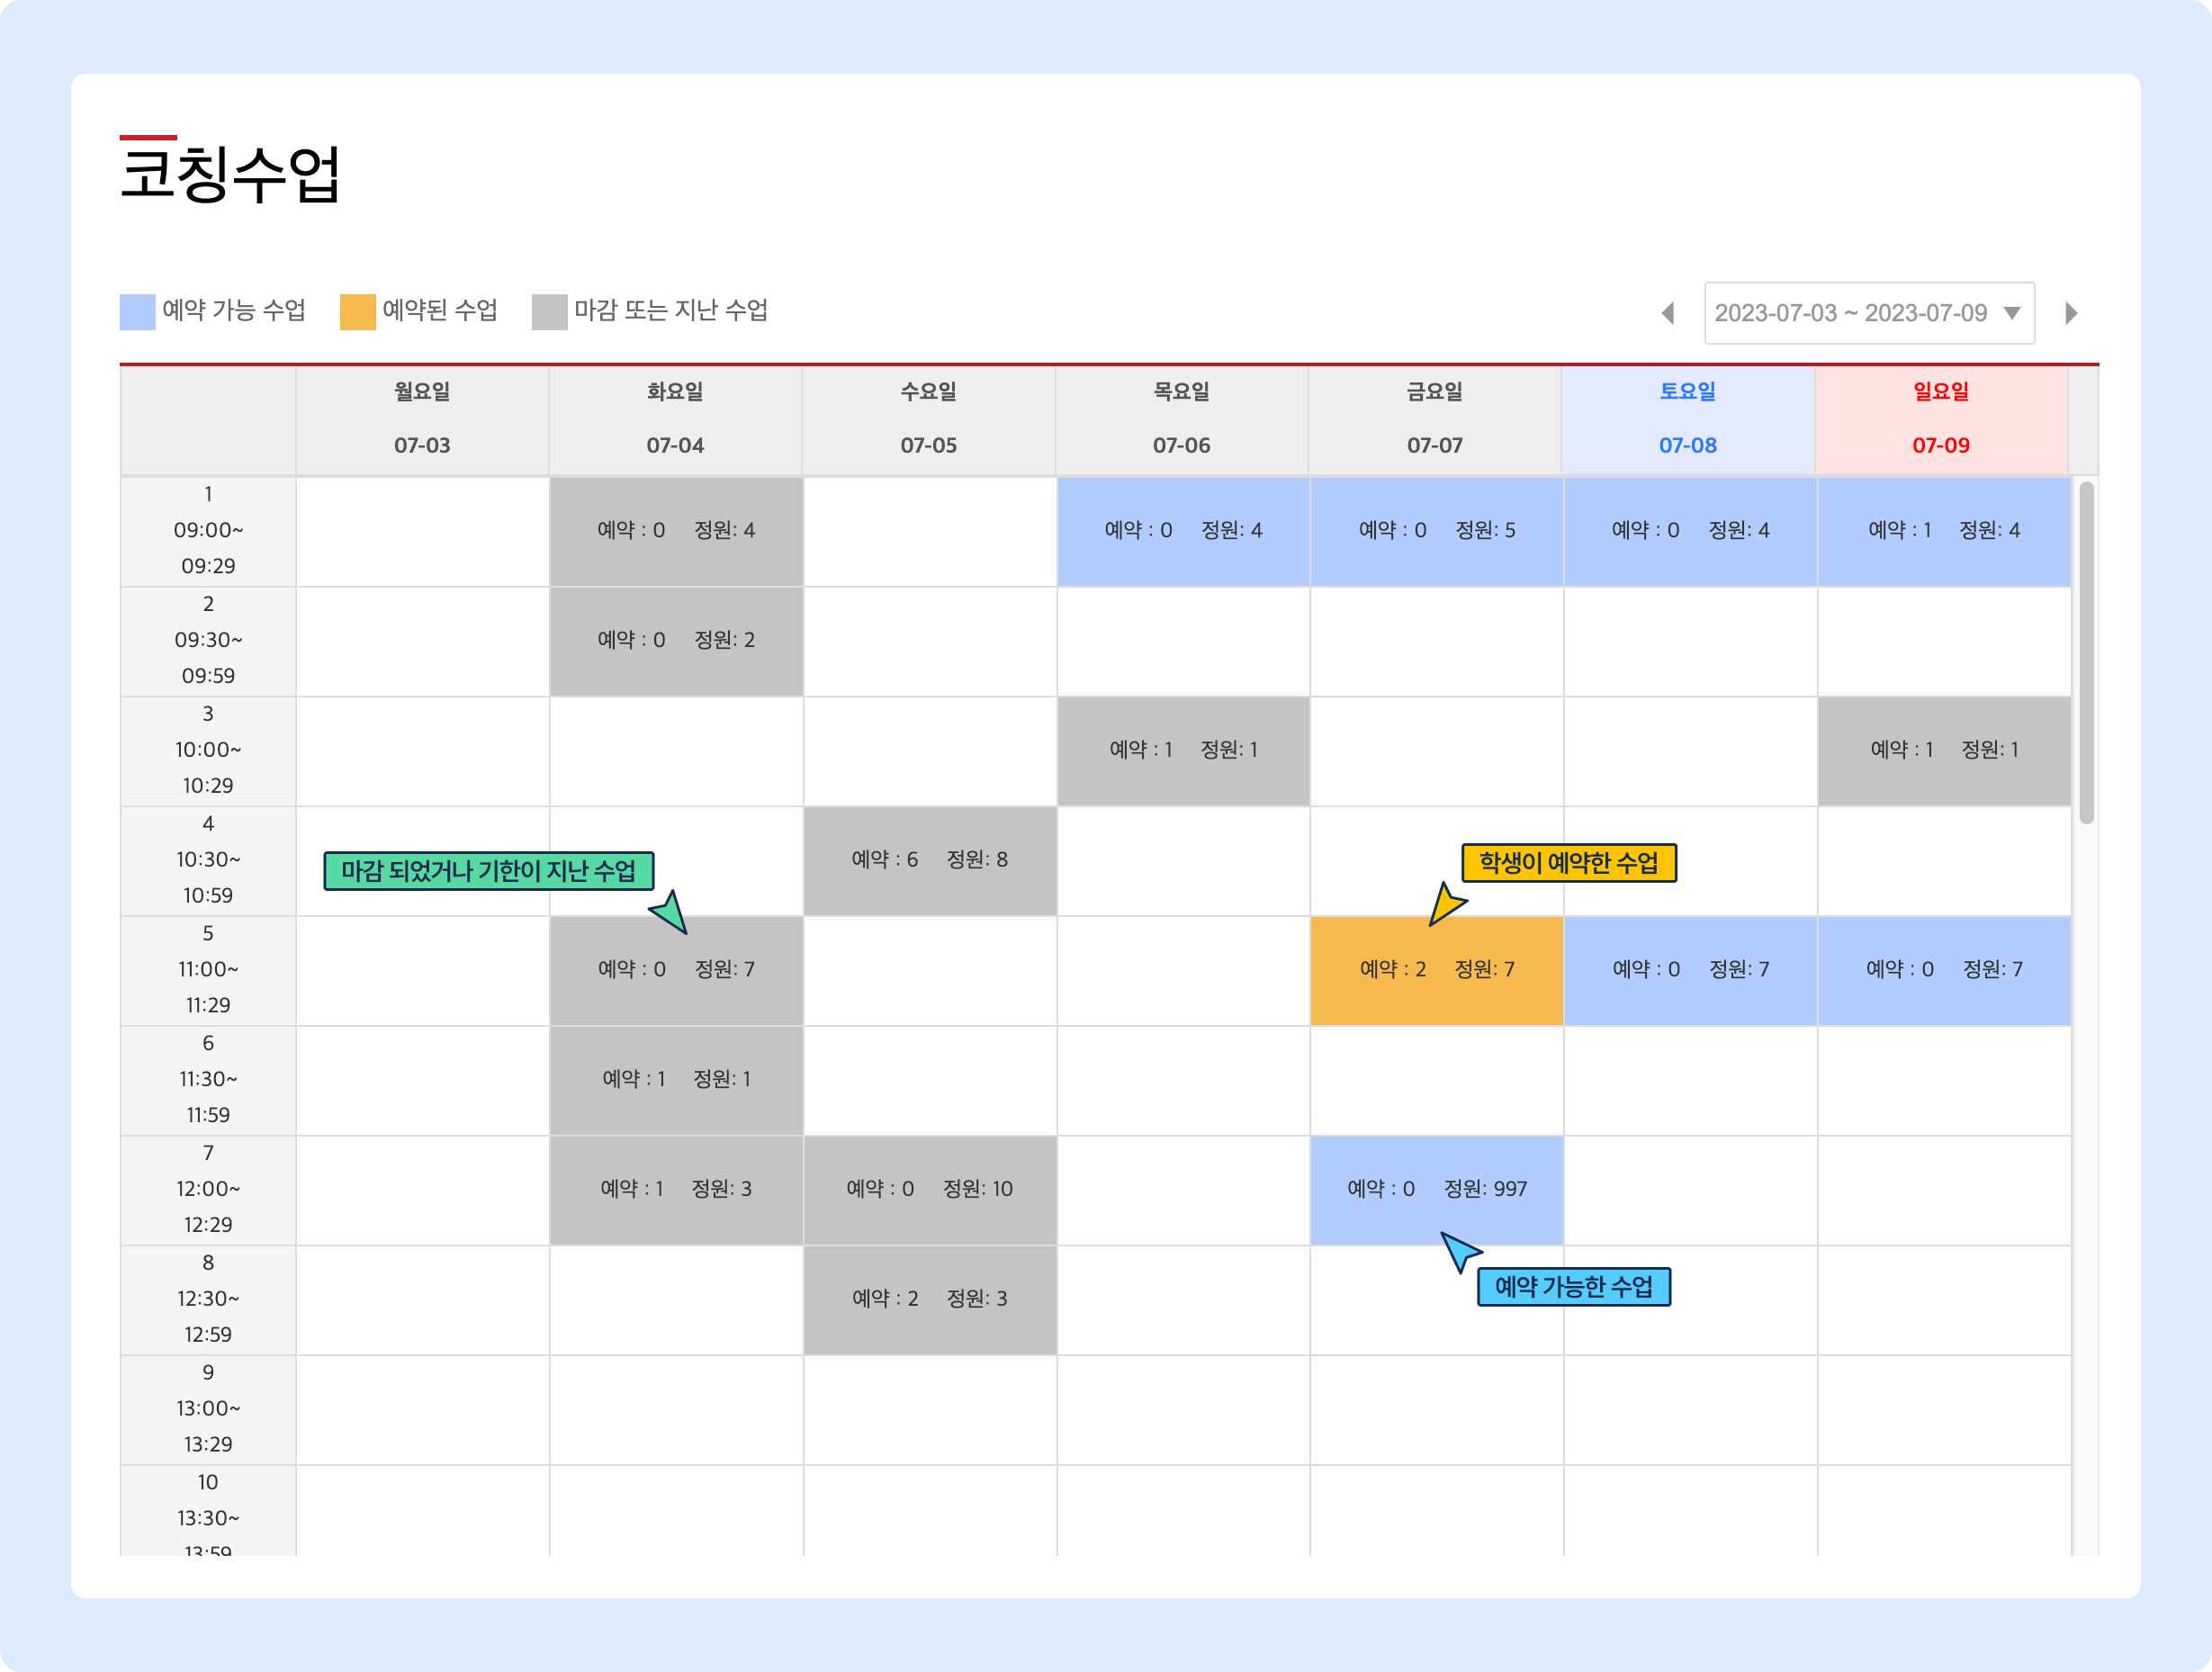 코칭수업
예약 가능 수업 예약된 수업 마감 또는 지난 수업
2023-07-03 ~ 2023-07-09
월요일 화요일 수요일 목요일 금요일 토요일 일요일
07-03 07-04 07-05 07-06 07-07 07-08 07-09
1
09:00~
09:29
예약 : 0 정원: 4
예약 : 0 정원: 4
예약 : 0 정원: 5
예약 : 0 정원: 4
예약 : 1 정원: 4
2
09:30~
09:59
예약 : 0 정원: 2
3
10:00~
10:29
예약 : 1 정원: 1
예약 : 1 정원: 1
4
10:30~
10:59
예약 : 6 정원: 8
마감 되었거나 기한이 지난 수업
학생이 예약한 수업
5
11:00~
11:29
예약 : 0 정원: 7
예약 : 2 정원: 7
예약 : 0 정원: 7
예약 : 0 정원: 7
6
11:30~
11:59
예약 : 1 정원: 1
7
12:00~
12:29
예약 : 1 정원: 3
예약 : 0 정원: 10
예약 : 0 정원: 997
8
12:30~
12:59
예약 : 2 정원: 3
예약 가능한 수업
9
13:00~
13:29
10
13:30~
13:59